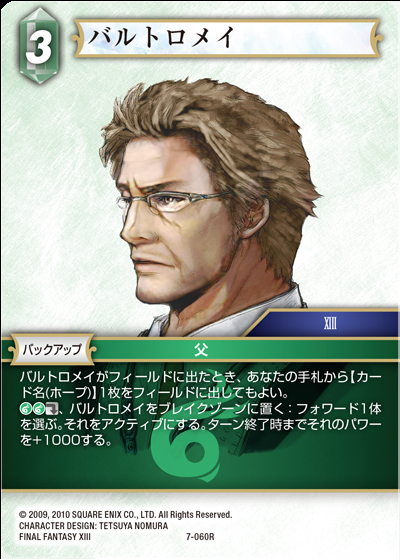 3
バルトロメイ
XIII
バックアップ
父
バルトロメイがフィールドに出たとき、あなたの手札から【カー
ド名(ホープ)】1枚をフィールドに出してもよい。
、バルトロメイをブレイクゾーンに置く：フォワード1体
を選ぶ。それをアクティブにする。ターン終了時までそれのパワー
を+1000する。
© 2009, 2010 SQUARE ENIX CO., LTD. All Rights Reserved.
CHARACTER DESIGN: TETSUYA NOMURA
FINAL FANTASY XIII 7-060R